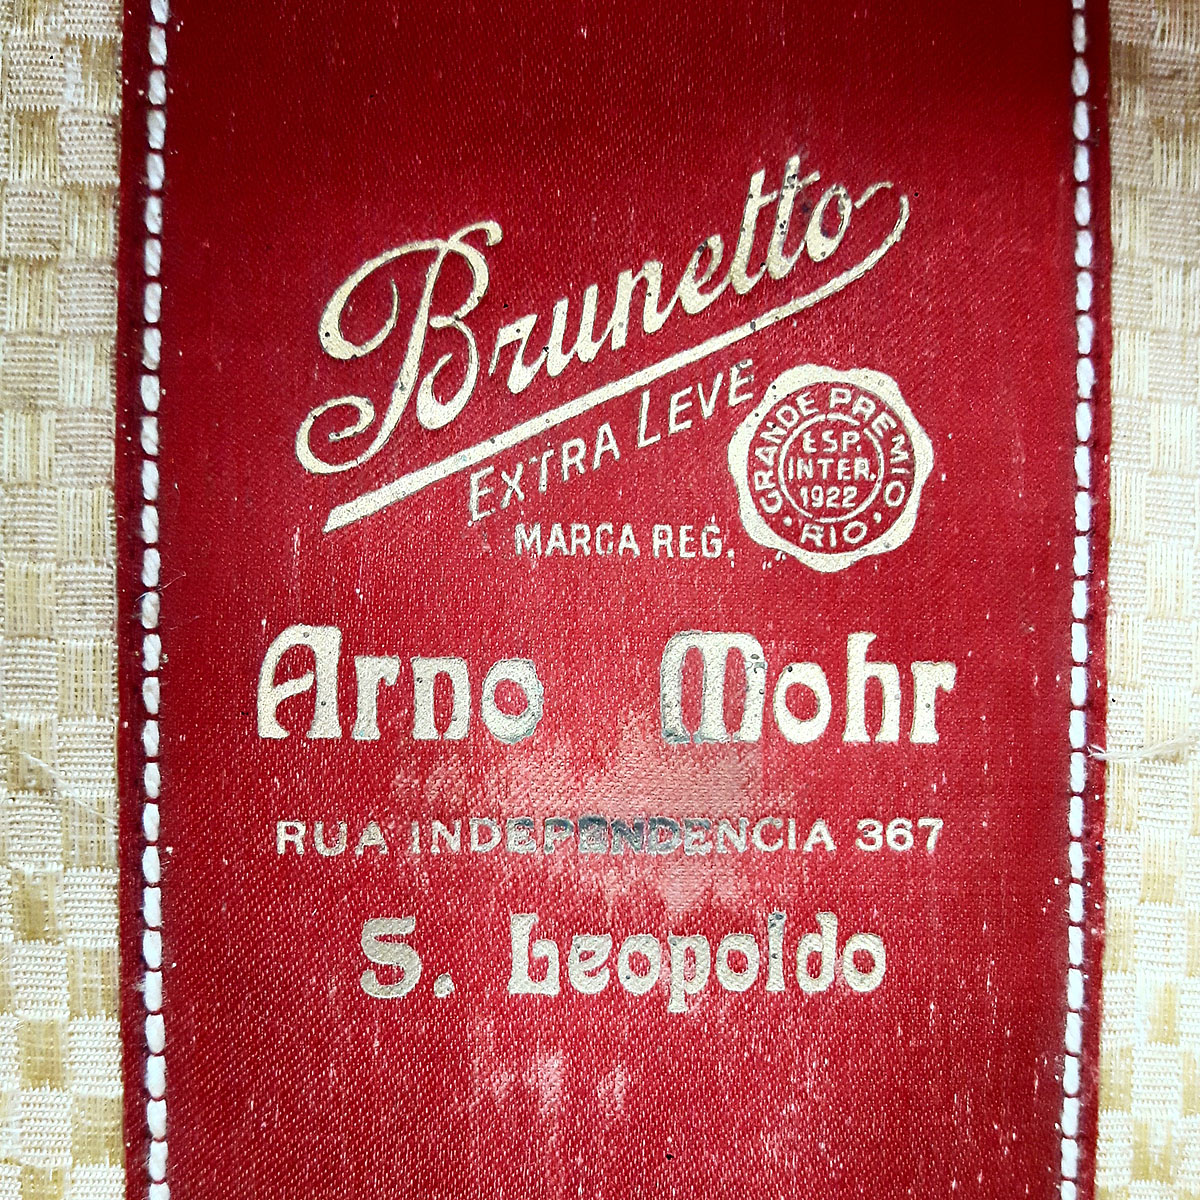 Brunetto
EXTRA LEVE
MARCA REG.
GRANDE PREMIO
ESP.
INTER.
1922
• RIO •
Arno Mohr
RUA INDEPENDENCIA 367
S. Leopoldo